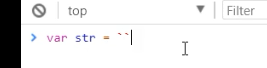 top ▼ Filter
> var str = ``